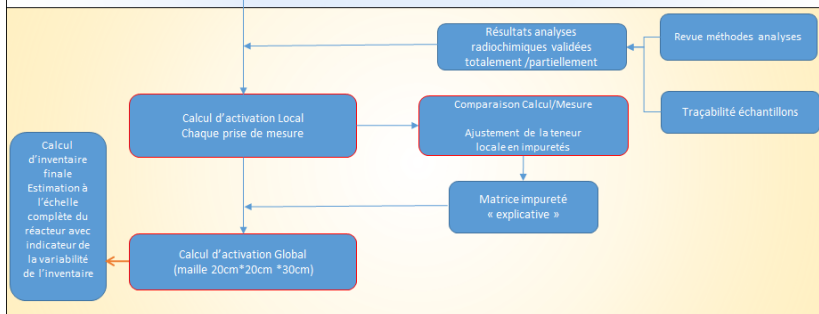 Résultats analyses
radiochimiques validées
totalement /partiellement
Revue méthodes analyses
Traçabilité échantillons
Calcul d'activation Local
Chaque prise de mesure
Comparaison Calcul/Mesure
Ajustement de la teneur
locale en impuretés
Matrice impureté
« explicative »
Calcul d'activation Global
(maille 20cm*20cm *30cm)
Calcul
d'inventaire
finale
Estimation à
l'échelle
complète du
réacteur avec
indicateur de
la variabilité
de l'inventaire